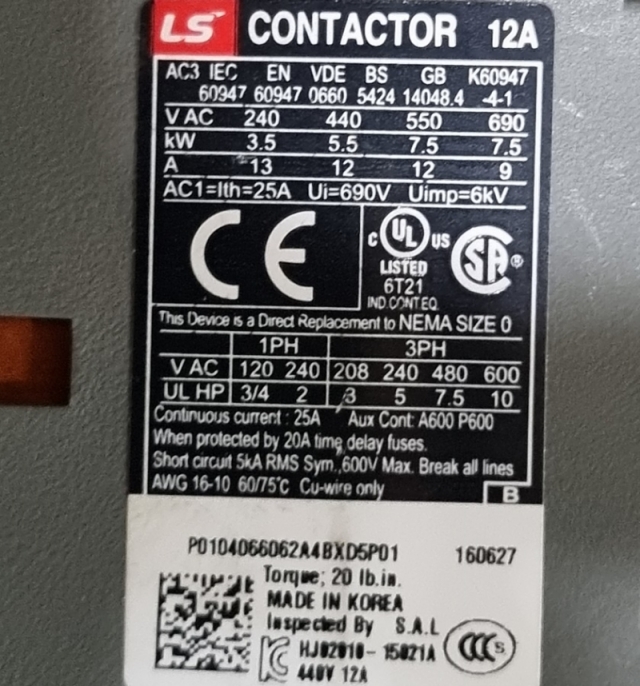 LS CONTACTOR 12A
AC3 IEC EN VDE BS GB K60947
60947 60947 0660 5424 14048.4 -4-1
V AC 240 440 550 690
kW 3.5 5.5 7.5 7.5
A 13 12 12 9
AC1=Ith=25A Ui=690V Uimp=6kV
CE
C UL US
LISTED
6T21
IND.CONT.EQ.
SA ®
This Device is a Direct Replacement to NEMA SIZE 0
1PH 3PH
V AC 120 240 208 240 480 600
UL HP 3/4 2 3 5 7.5 10
Continuous current : 25A Aux Cont: A600 P600
When protected by 20A time delay fuses.
Short circuit 5kA RMS Sym.,600V Max. Break all lines
AWG 16-10 60/75°C Cu-wire only
B
P0104066062A4BXD5P01 160627
Torque; 20 lb.in.
MADE IN KOREA
Inspected By S.A.L
HJ02010-15021A
440V 12A
CCC S